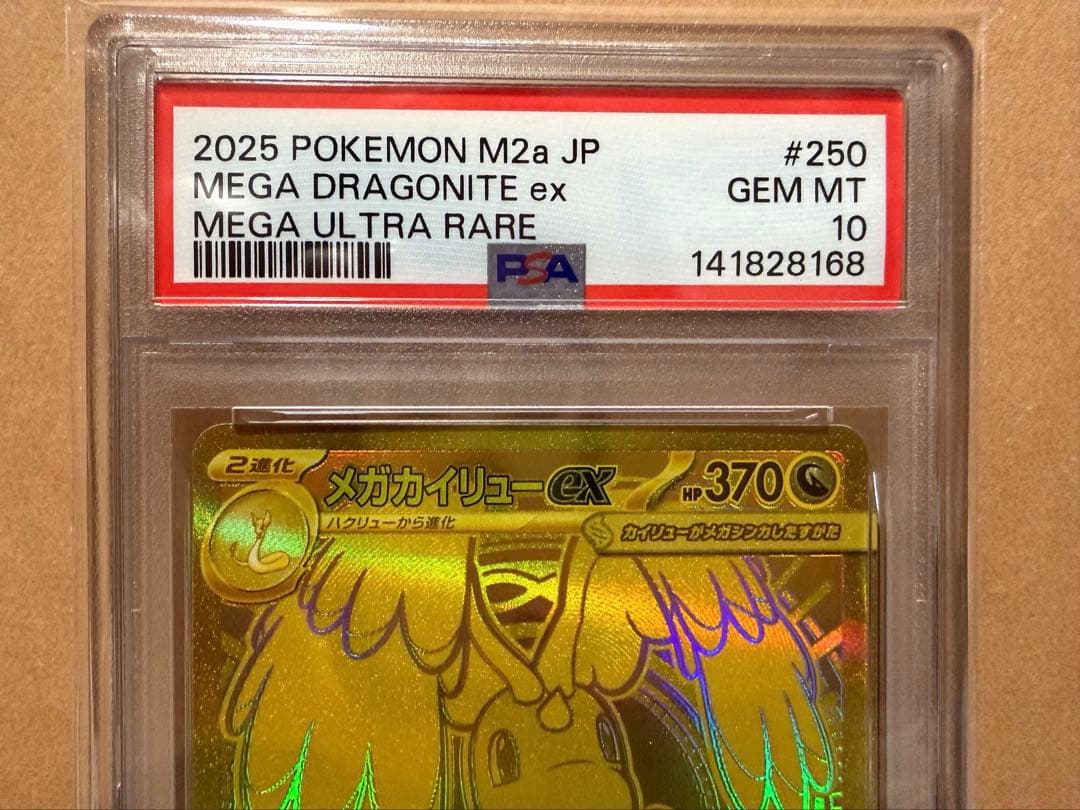 2025 POKEMON M2a JP #250
MEGA DRAGONITE ex GEM MT
MEGA ULTRA RARE 10
PSA 141828168
2進化 メガカイリューex HP370
ハクリューから進化 カイリューがメガシンカしたすがた